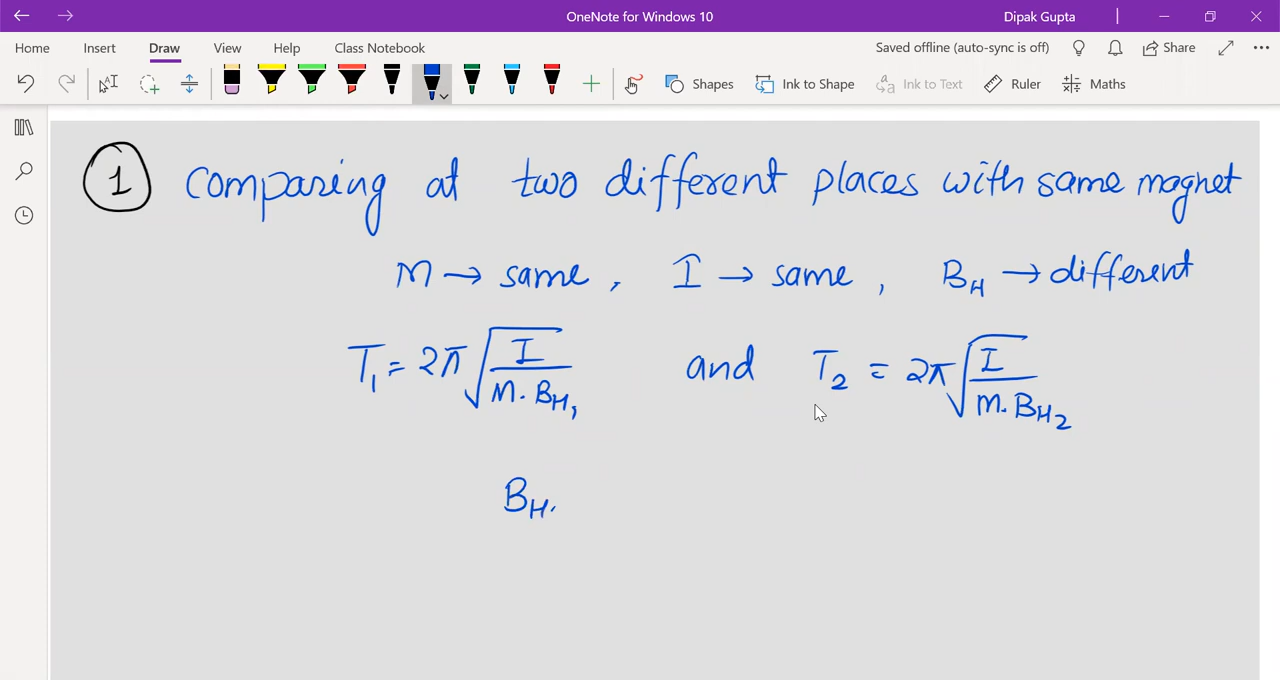 OneNote for Windows 10
Dipak Gupta
Home Insert Draw View Help Class Notebook
Saved offline (auto-sync is off)
Share
Shapes Ink to Shape Ink to Text Ruler Maths
1 Comparing at two different places with same magnet
M → same, I → same, B_H → different
T₁ = 2π √(I / M. B_H₁) and T₂ = 2π √(I / M. B_H₂)
B_H.